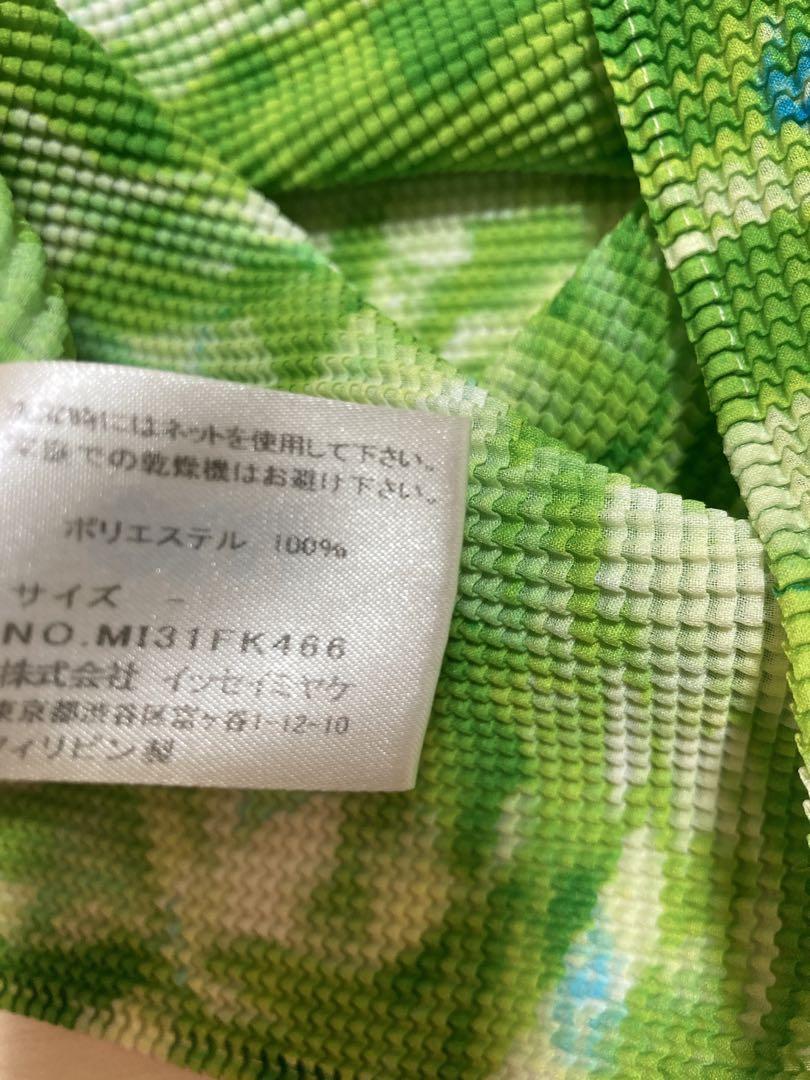 にはネットを使用して下さい。
での乾燥機はお避け下さい。
ポリエステル 100%
サイズ -
NO.MI31FK466
株式会社 イッセイミヤケ
東京都渋谷区富ヶ谷1-12-10
フィリピン製